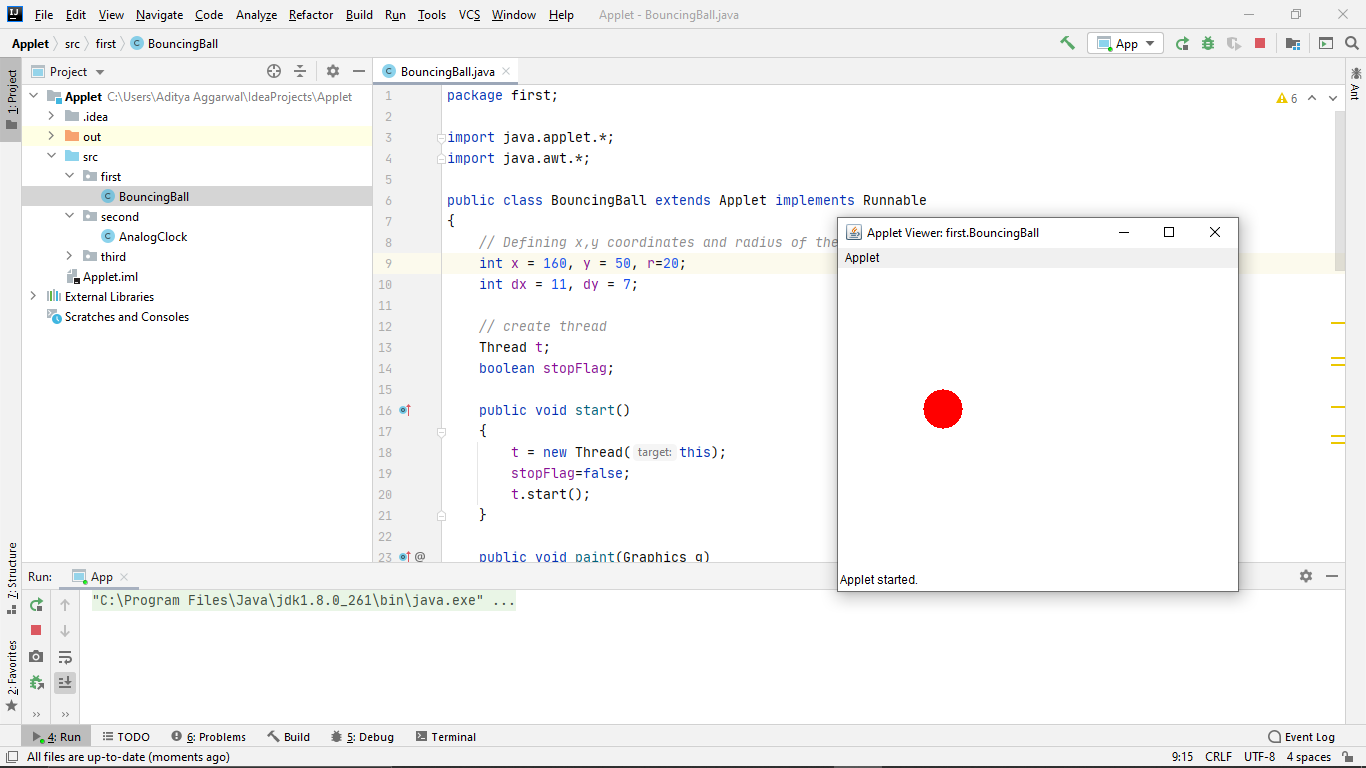 File Edit View Navigate Code Analyze Refactor Build Run Tools VCS Window Help Applet - BouncingBall.java
Applet src first BouncingBall App
1: Project
Project
Applet C:\Users\Aditya Aggarwal\IdeaProjects\Applet
.idea
out
src
first
BouncingBall
second
AnalogClock
third
Applet.iml
External Libraries
Scratches and Consoles
BouncingBall.java
6
Ant
1 package first;
2
3 import java.applet.*;
4 import java.awt.*;
5
6 public class BouncingBall extends Applet implements Runnable
7 {
8 // Defining x,y coordinates and radius of the
9 int x = 160, y = 50, r=20;
10 int dx = 11, dy = 7;
11
12 // create thread
13 Thread t;
14 boolean stopFlag;
15
16 public void start()
17 {
18 t = new Thread( target: this);
19 stopFlag=false;
20 t.start();
21 }
22
23 @ public void paint(Graphics g)
Applet Viewer: first.BouncingBall
Applet
Applet started.
7: Structure
2: Favorites
Run: App
"C:\Program Files\Java\jdk1.8.0_261\bin\java.exe" ...
4: Run TODO 6: Problems Build 5: Debug Terminal Event Log
All files are up-to-date (moments ago) 9:15 CRLF UTF-8 4 spaces